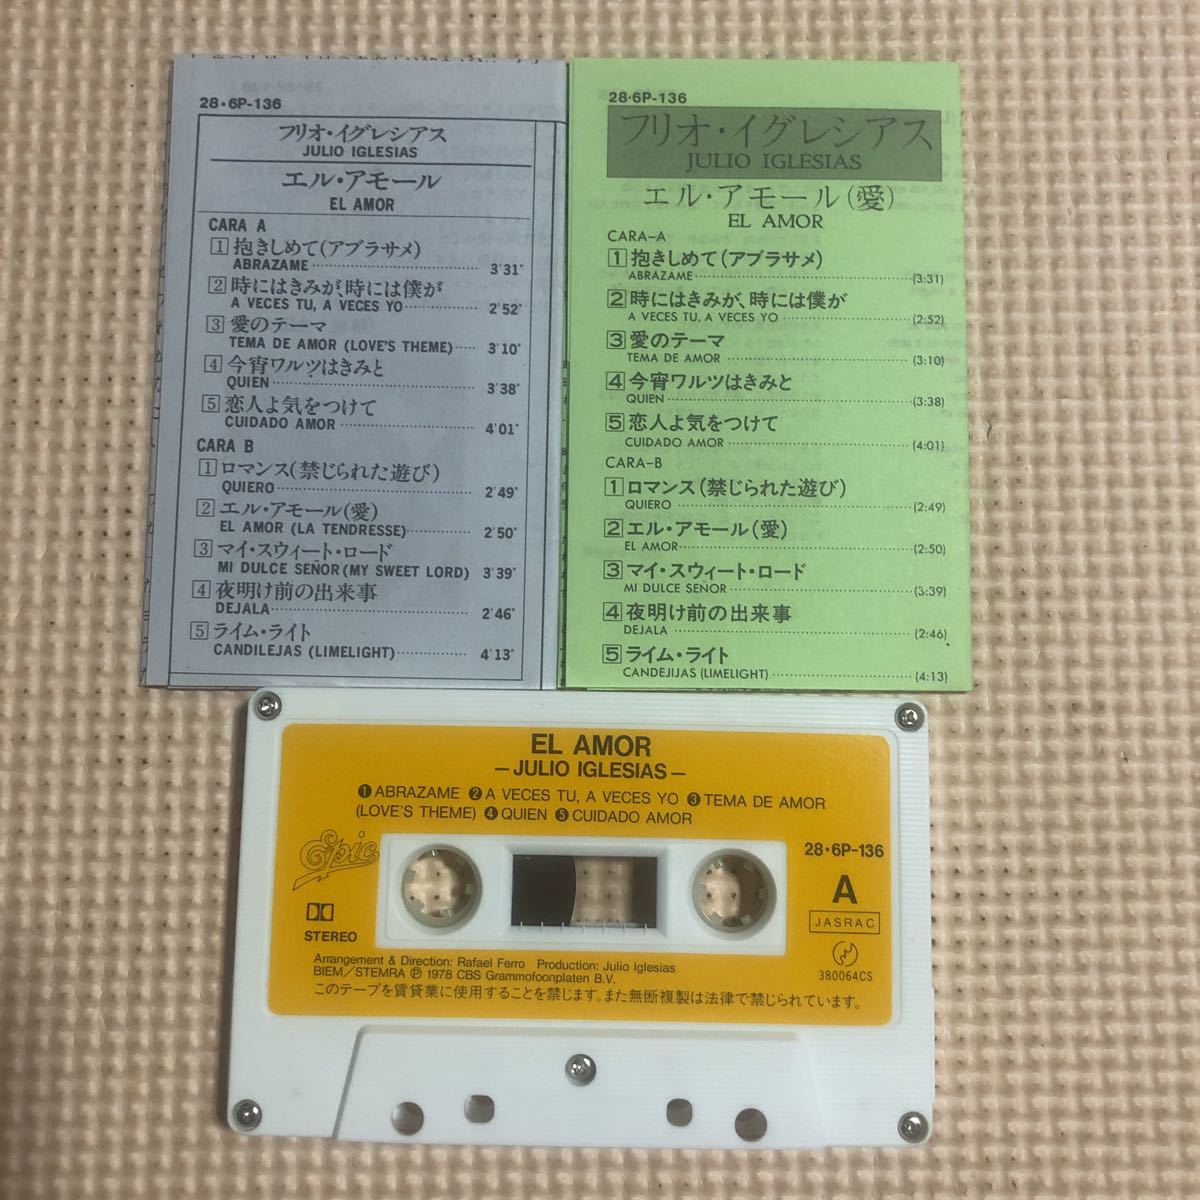 28・6P-136
フリオ・イグレシアス
JULIO IGLESIAS
エル・アモール
EL AMOR
CARA A
1 抱きしめて(アブラサメ)
ABRAZAME 3'31"
2 時にはきみが、時には僕が
A VECES TU, A VECES YO 2'52"
3 愛のテーマ
TEMA DE AMOR (LOVE'S THEME) 3'10"
4 今宵ワルツはきみと
QUIEN 3'38"
5 恋人よ気をつけて
CUIDADO AMOR 4'01"
CARA B
1 ロマンス(禁じられた遊び)
QUIERO 2'49"
2 エル・アモール(愛)
EL AMOR (LA TENDRESSE) 2'50"
3 マイ・スウィート・ロード
MI DULCE SEÑOR (MY SWEET LORD) 3'39"
4 夜明け前の出来事
DEJALA 2'46"
5 ライム・ライト
CANDILEJAS (LIMELIGHT) 4'13"
28・6P-136
フリオ・イグレシアス
JULIO IGLESIAS
エル・アモール(愛)
EL AMOR
CARA-A
1 抱きしめて(アブラサメ)
ABRAZAME (3:31)
2 時にはきみが、時には僕が
A VECES TU, A VECES YO (2:52)
3 愛のテーマ
TEMA DE AMOR (3:10)
4 今宵ワルツはきみと
QUIEN (3:38)
5 恋人よ気をつけて
CUIDADO AMOR (4:01)
CARA-B
1 ロマンス(禁じられた遊び)
QUIERO (2:49)
2 エル・アモール(愛)
EL AMOR (2:50)
3 マイ・スウィート・ロード
MI DULCE SEÑOR (3:39)
4 夜明け前の出来事
DEJALA (2:46)
5 ライム・ライト
CANDEJIJAS (LIMELIGHT) (4:13)
EL AMOR
—JULIO IGLESIAS—
❶ABRAZAME ❷A VECES TU, A VECES YO ❸TEMA DE AMOR
(LOVE'S THEME) ❹QUIEN ❺CUIDADO AMOR
Epic
28・6P-136
A
STEREO
JASRAC
380064CS
Arrangement & Direction: Rafael Ferro Production: Julio Iglesias
BIEM/STEMRA ℗ 1978 CBS Grammofoonplaten B.V.
このテープを賃貸業に使用することを禁じます。また無断複製は法律で禁じられています。